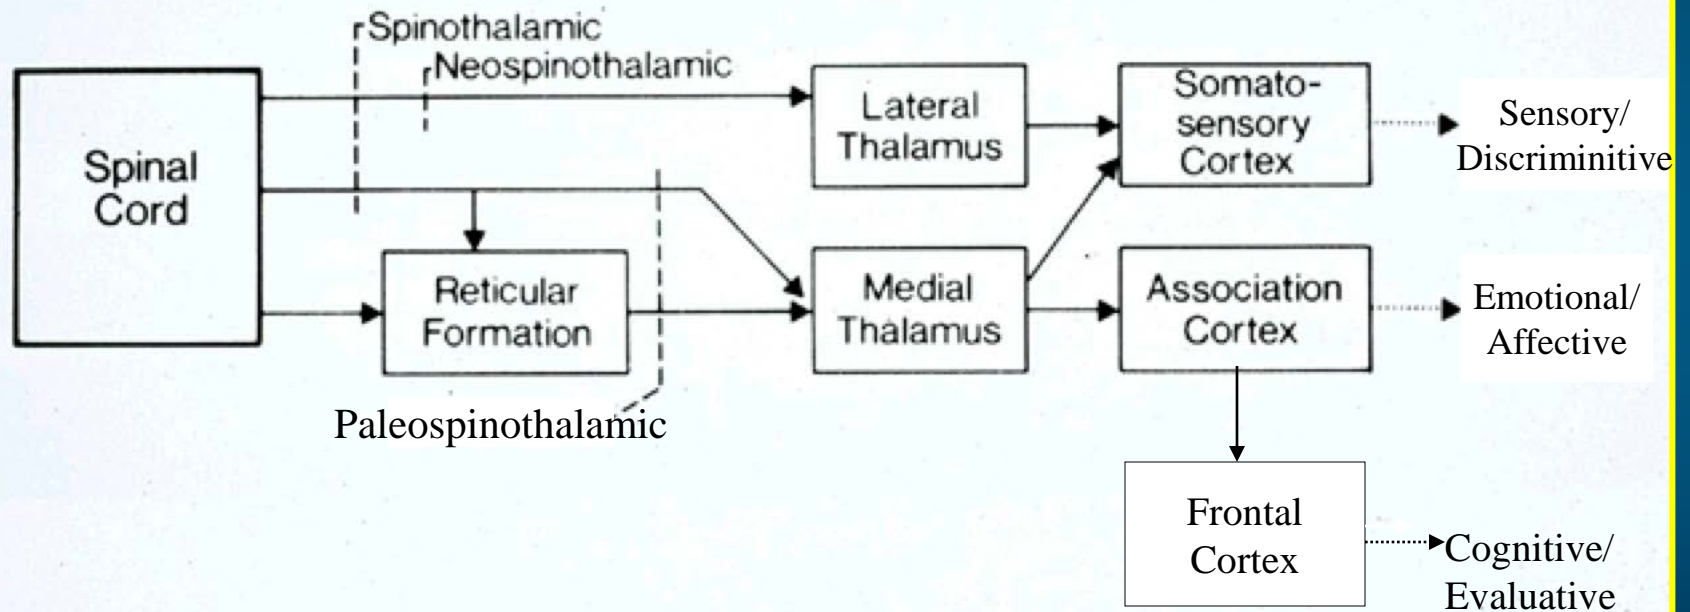 Spinothalamic
Neospinothalamic
Spinal
Cord
Lateral
Thalamus
Somato-
sensory
Cortex
Sensory/
Discriminitive
Reticular
Formation
Medial
Thalamus
Association
Cortex
Emotional/
Affective
Paleospinothalamic
Frontal
Cortex
Cognitive/
Evaluative